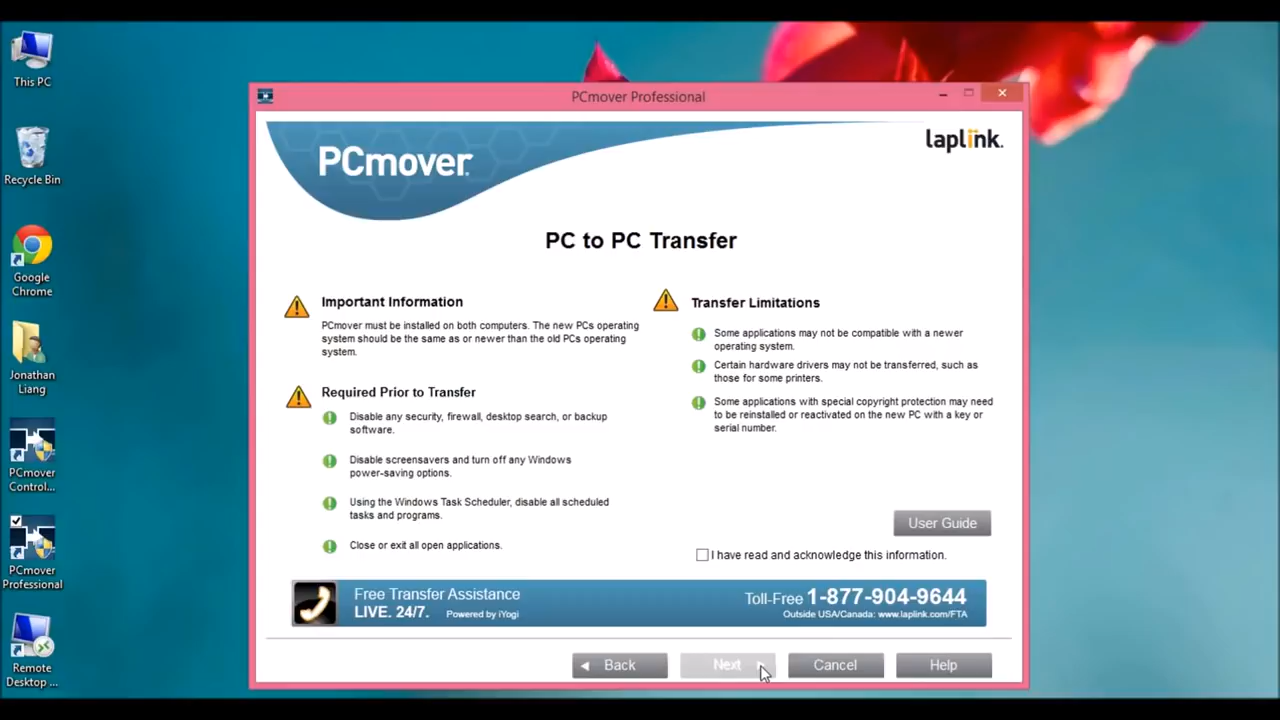 This PC
Recycle Bin
Google
Chrome
Jonathan
Liang
PCmover
Control...
PCmover
Professional
Remote
Desktop ...
PCmover Professional
PCmover
laplink.
PC to PC Transfer
Important Information
PCmover must be installed on both computers. The new PCs operating
system should be the same as or newer than the old PCs operating
system.
Required Prior to Transfer
Disable any security, firewall, desktop search, or backup
software.
Disable screensavers and turn off any Windows
power-saving options.
Using the Windows Task Scheduler, disable all scheduled
tasks and programs.
Close or exit all open applications.
Transfer Limitations
Some applications may not be compatible with a newer
operating system.
Certain hardware drivers may not be transferred, such as
those for some printers.
Some applications with special copyright protection may need
to be reinstalled or reactivated on the new PC with a key or
serial number.
User Guide
I have read and acknowledge this information.
Free Transfer Assistance
LIVE. 24/7. Powered by iYogi
Toll-Free 1-877-904-9644
Outside USA/Canada: www.laplink.com/FTA
Back
Next
Cancel
Help